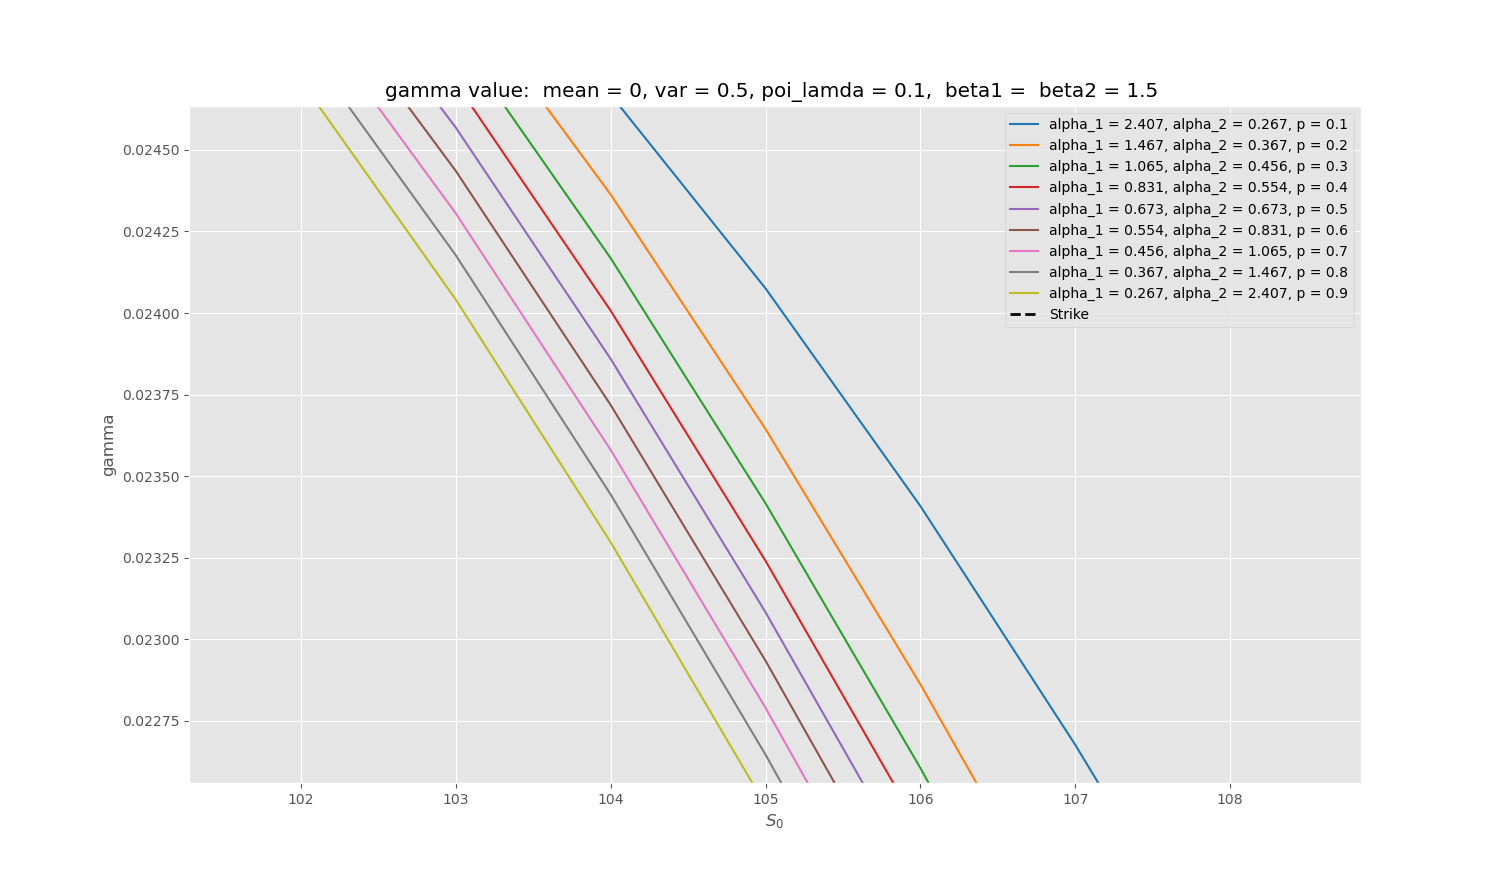 gamma value:  mean = 0, var = 0.5, poi_lamda = 0.1,  beta1 =  beta2 = 1.5
alpha_1 = 2.407, alpha_2 = 0.267, p = 0.1
alpha_1 = 1.467, alpha_2 = 0.367, p = 0.2
alpha_1 = 1.065, alpha_2 = 0.456, p = 0.3
alpha_1 = 0.831, alpha_2 = 0.554, p = 0.4
alpha_1 = 0.673, alpha_2 = 0.673, p = 0.5
alpha_1 = 0.554, alpha_2 = 0.831, p = 0.6
alpha_1 = 0.456, alpha_2 = 1.065, p = 0.7
alpha_1 = 0.367, alpha_2 = 1.467, p = 0.8
alpha_1 = 0.267, alpha_2 = 2.407, p = 0.9
Strike
0.02450
0.02425
0.02400
0.02375
0.02350
0.02325
0.02300
0.02275
gamma
102 103 104 105 106 107 108
S₀